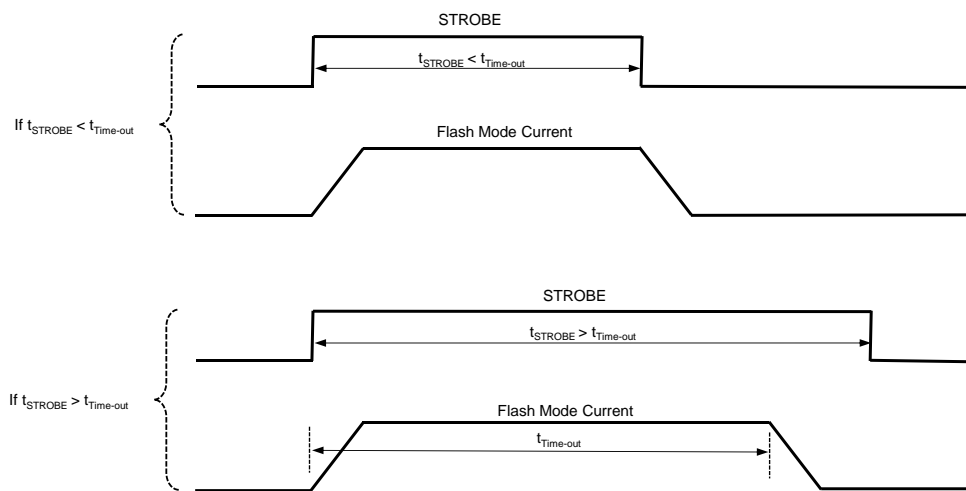 STROBE
tSTROBE < tTime-out
If tSTROBE < tTime-out
Flash Mode Current
STROBE
tSTROBE > tTime-out
If tSTROBE > tTime-out
Flash Mode Current
tTime-out